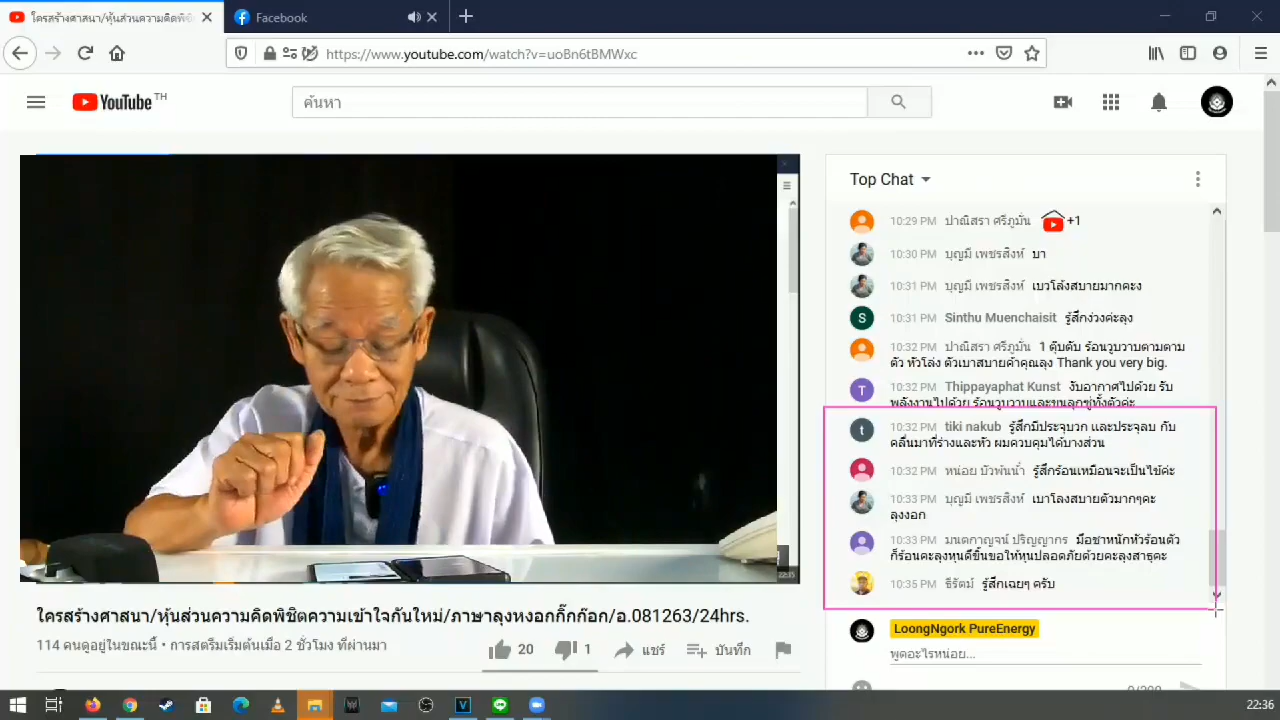 ใครสร้างศาสนา/หุ้นส่วนความคิดพิชิ
Facebook
https://www.youtube.com/watch?v=uoBn6tBMWxc
YouTube TH
ค้นหา
Top Chat
10:29 PM ปาณิสรา ศรีภูมัน +1
10:30 PM บุญมี เพชรสิงห์ บา
10:31 PM บุญมี เพชรสิงห์ เบวโล้งสบายมากคะง
S 10:31 PM Sinthu Muenchaisit รู้สึกง่วงค่ะลุง
10:32 PM ปาณิสรา ศรีภูมัน 1 ตุ๊บตับ ร้อนวูบวาบตามตาม
ตัว หัวโล่ง ตัวเบาสบายค้าคุณลุง Thank you very big.
T 10:32 PM Thippayaphat Kunst งับอากาศไปด้วย รับ
พลังงานไปด้วย ร้อนวูบวาบและขนลุกซู่ทั้งตัวค่ะ
t 10:32 PM tiki nakub รู้สึกมีประจุบวก และประจุลบ กับ
คลื่นมาที่ร่างและหัว ผมควบคุมได้บางส่วน
10:32 PM หน่อย บัวพันน้ำ รู้สึกร้อนเหมือนจะเป็นไข้ค่ะ
10:33 PM บุญมี เพชรสิงห์ เบาโลงสบายตัวมากๆคะ
ลุงงอก
10:33 PM มนตกาญจน์ ปริญญากร มือชาหนักหัวร้อนตัว
ก็ร้อนคะลุงหุนดีขึ้นขอให้หุนปลอดภัยด้วยคะลุงสาธุคะ
10:35 PM ธีรัตม์ รู้สึกเฉยๆ ครับ
22:35
ใครสร้างศาสนา/หุ้นส่วนความคิดพิชิตความเข้าใจกันใหม่/ภาษาลุงหงอกกิ๊กก๊อก/อ.081263/24hrs.
LoongNgork PureEnergy
114 คนดูอยู่ในขณะนี้ • การสตรีมเริ่มต้นเมื่อ 2 ชั่วโมง ที่ผ่านมา
20 1 แชร์ บันทึก
พูดอะไรหน่อย...
0/200
22:36